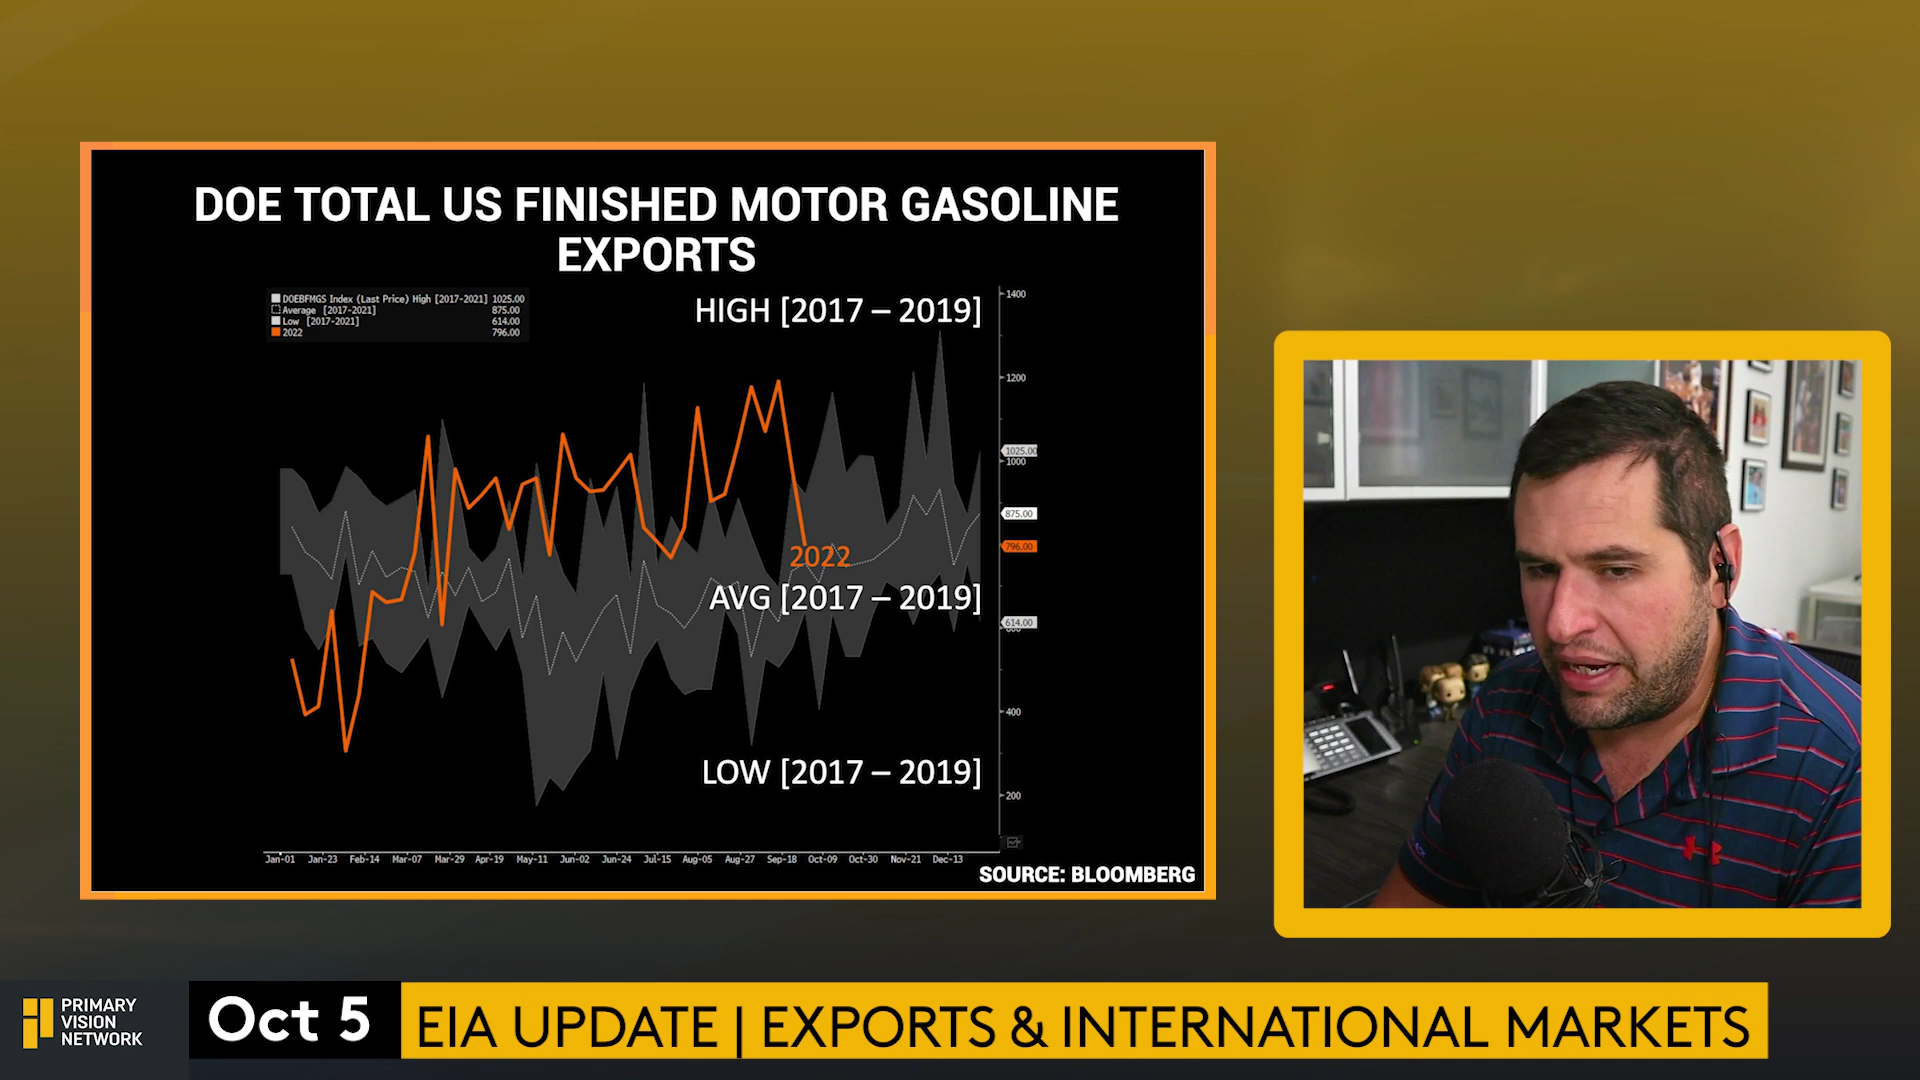 DOE TOTAL US FINISHED MOTOR GASOLINE
EXPORTS
DOEBFMGS Index (Last Price) High [2017-2021] 1025.00
Average [2017-2021] 875.00
Low [2017-2021] 614.00
2022 796.00
HIGH [2017 – 2019]
1400
1200
1025.00
1000
875.00
796.00
2022
AVG [2017 – 2019]
614.00
400
LOW [2017 – 2019]
200
Jan-01 Jan-23 Feb-14 Mar-07 Mar-29 Apr-19 May-11 Jun-02 Jun-24 Jul-15 Aug-05 Aug-27 Sep-18 Oct-09 Oct-30 Nov-21 Dec-13
SOURCE: BLOOMBERG
PRIMARY
VISION
NETWORK
Oct 5
EIA UPDATE | EXPORTS & INTERNATIONAL MARKETS